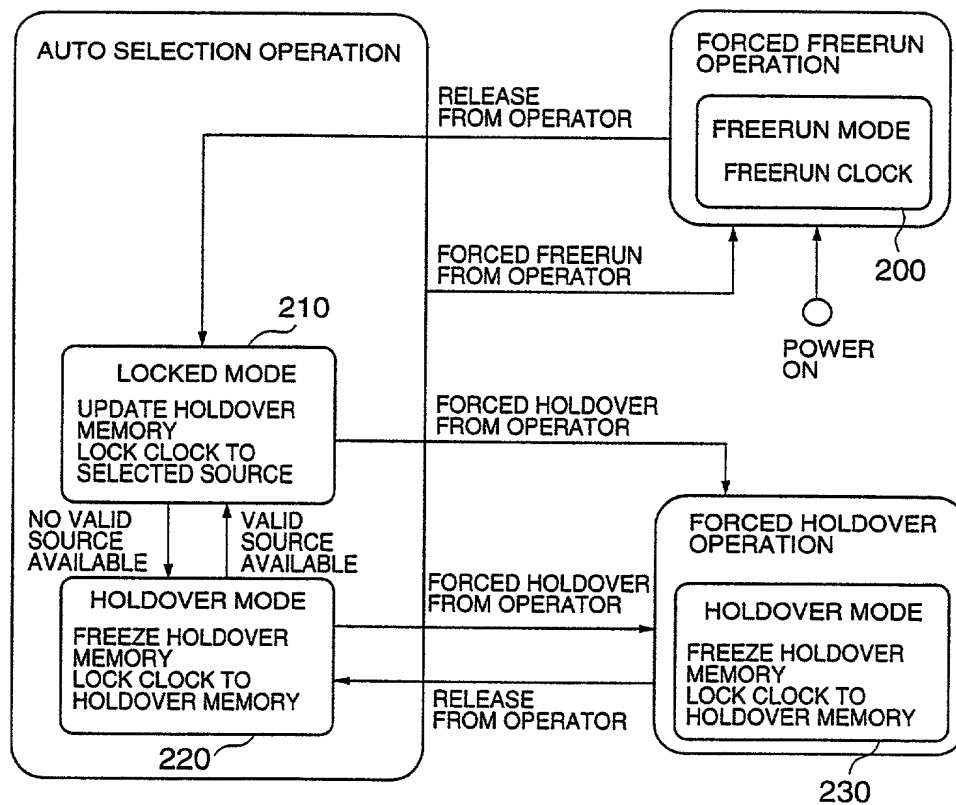 AUTO SELECTION OPERATION
FORCED FREERUN
OPERATION
FREERUN MODE
FREERUN CLOCK
200
RELEASE
FROM OPERATOR
FORCED FREERUN
FROM OPERATOR
POWER
ON
210
LOCKED MODE
UPDATE HOLDOVER
MEMORY
LOCK CLOCK TO
SELECTED SOURCE
FORCED HOLDOVER
FROM OPERATOR
NO VALID
SOURCE
AVAILABLE
VALID
SOURCE
AVAILABLE
FORCED HOLDOVER
OPERATION
HOLDOVER MODE
FREEZE HOLDOVER
MEMORY
LOCK CLOCK TO
HOLDOVER MEMORY
220
FORCED HOLDOVER
FROM OPERATOR
RELEASE
FROM OPERATOR
HOLDOVER MODE
FREEZE HOLDOVER
MEMORY
LOCK CLOCK TO
HOLDOVER MEMORY
230